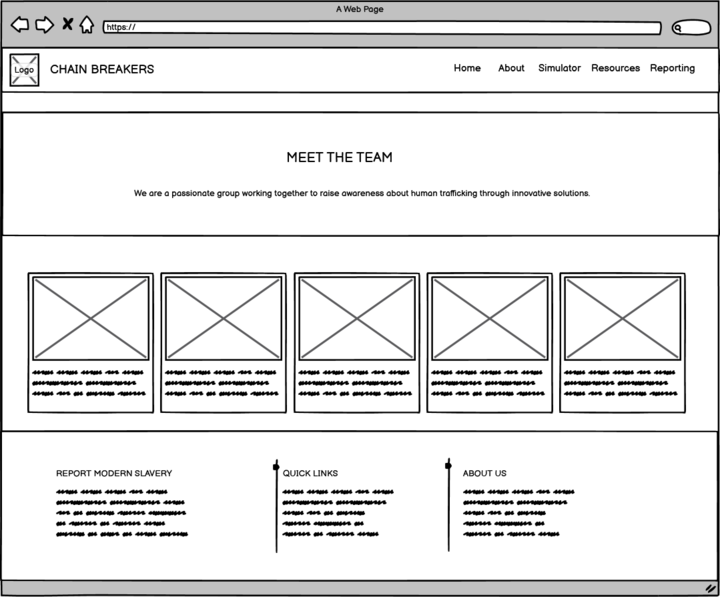 A Web Page
https://
Logo
CHAIN BREAKERS
Home About Simulator Resources Reporting
MEET THE TEAM
We are a passionate group working together to raise awareness about human trafficking through innovative solutions.
REPORT MODERN SLAVERY
QUICK LINKS
ABOUT US